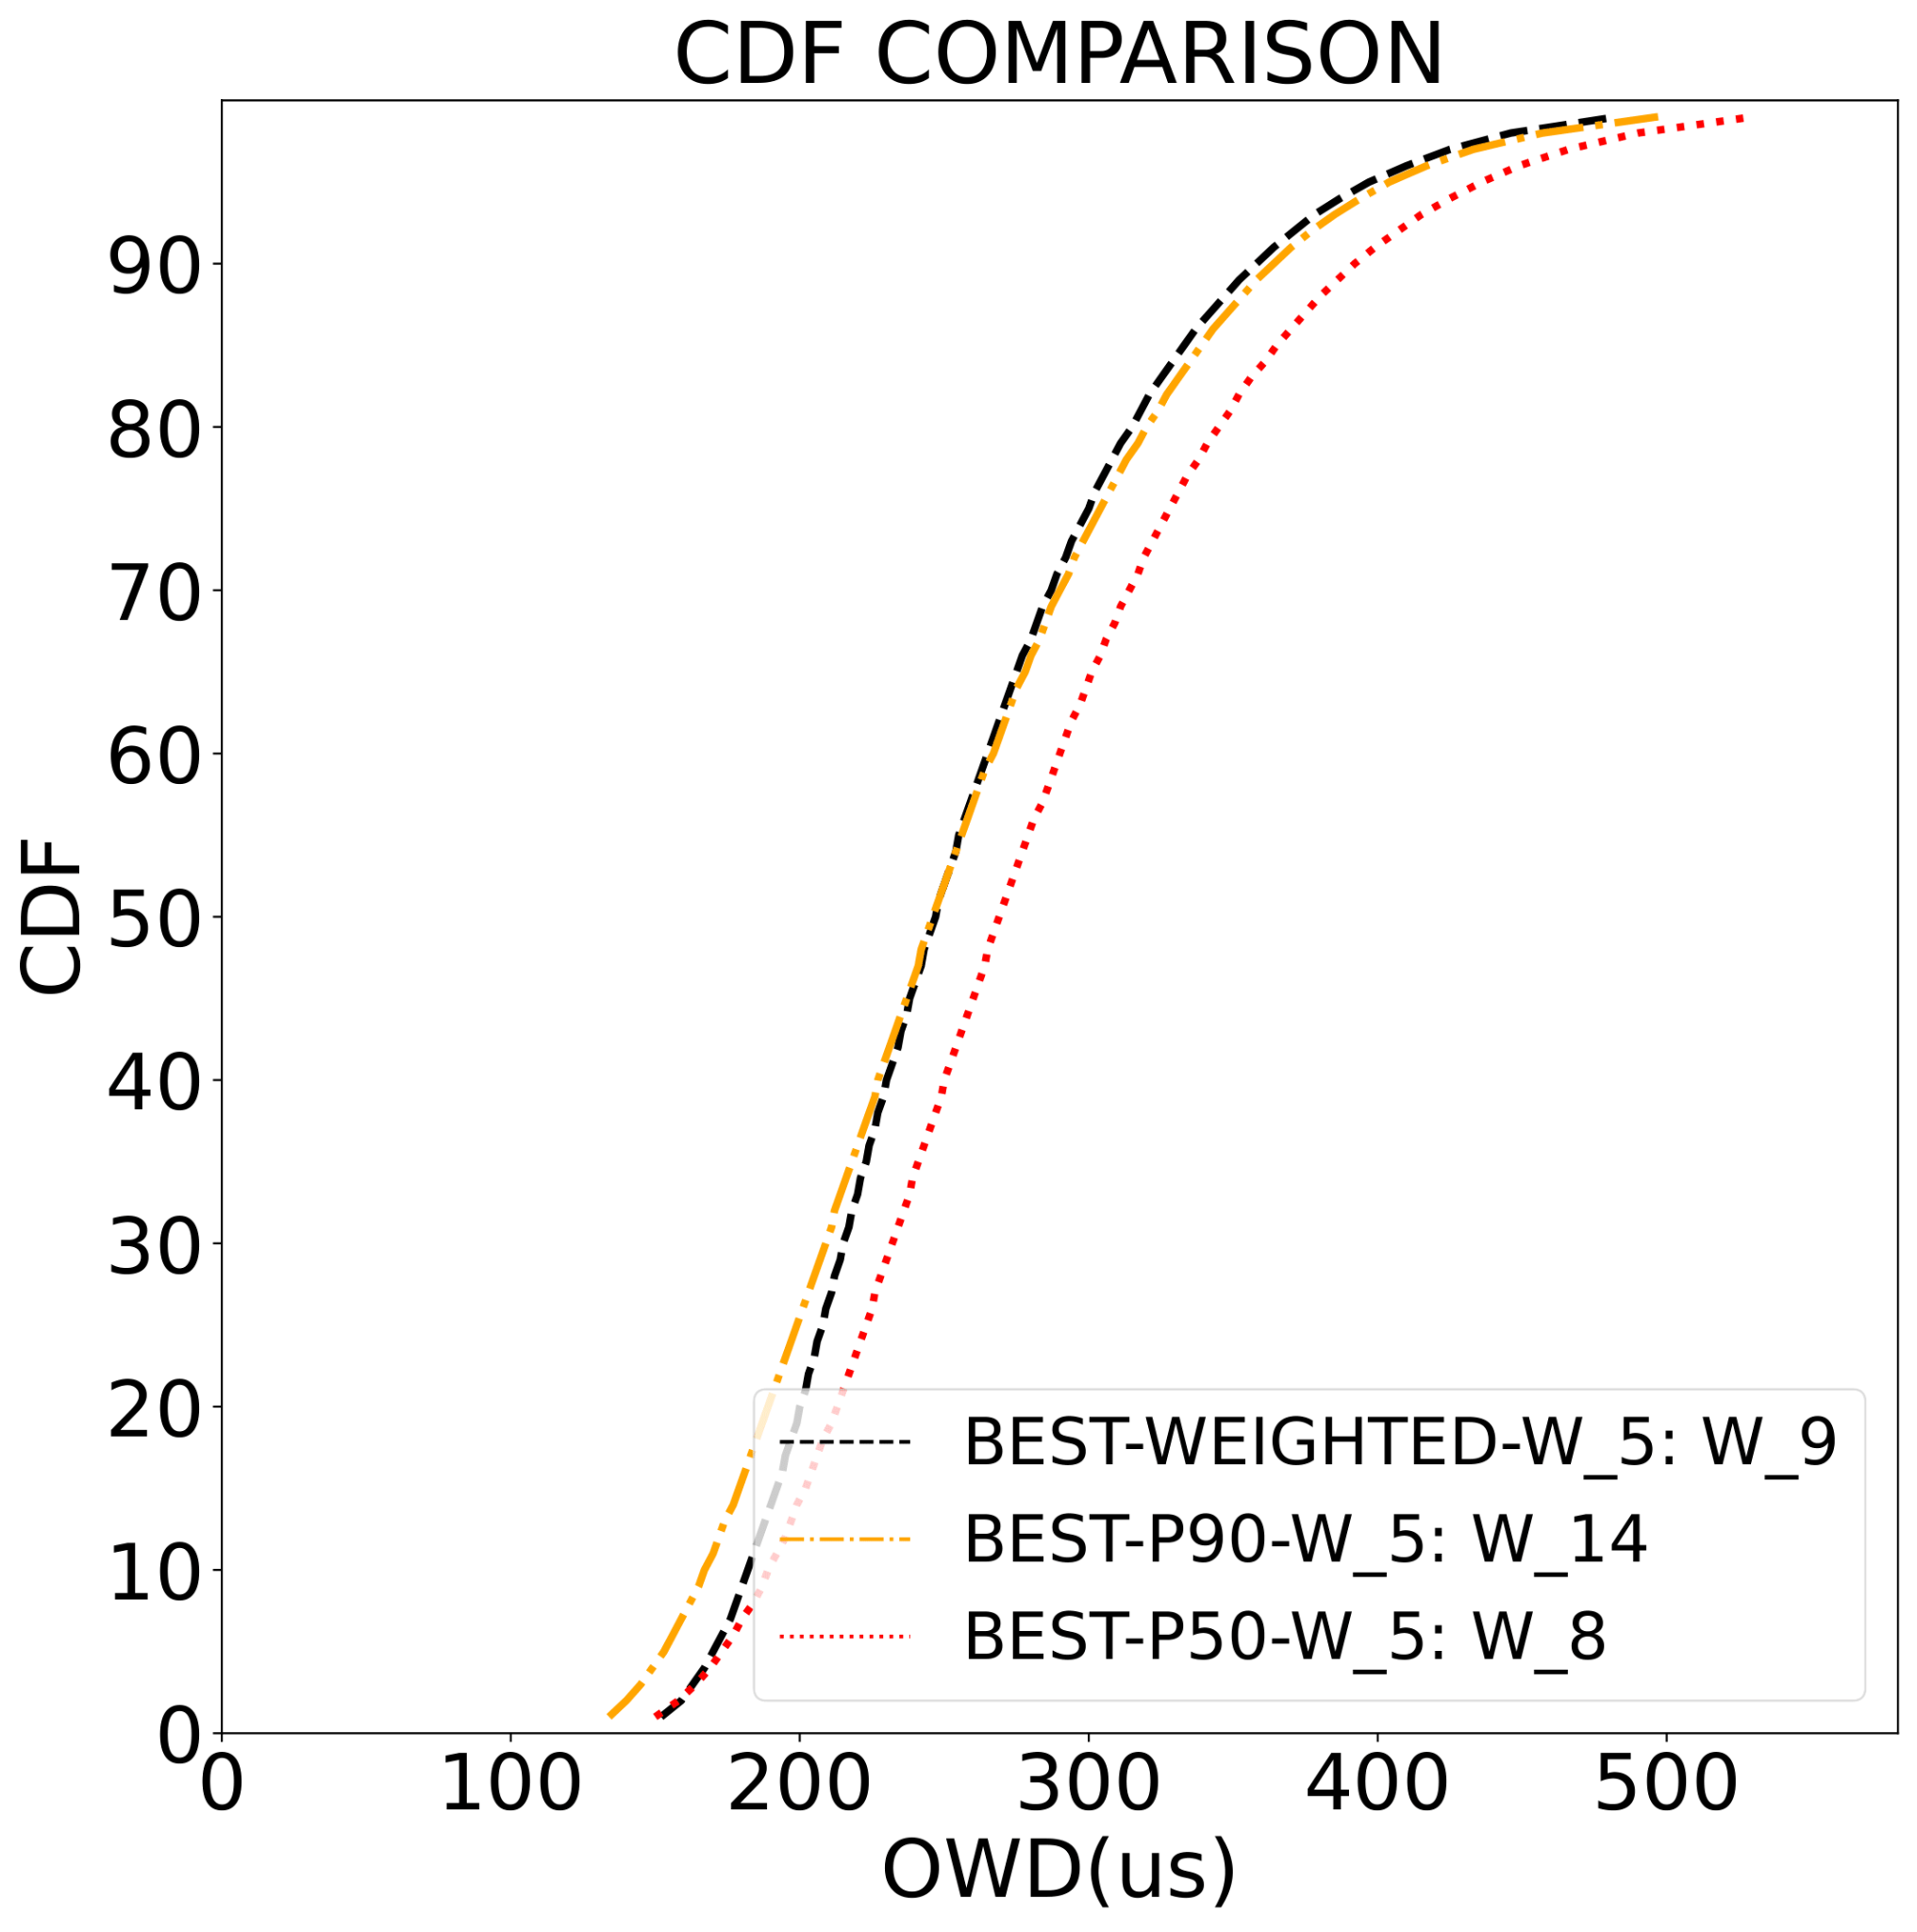 CDF COMPARISON
CDF
90
80
70
60
50
40
30
20
10
0
BEST-WEIGHTED-W_5: W_9
BEST-P90-W_5: W_14
BEST-P50-W_5: W_8
0 100 200 300 400 500
OWD(us)